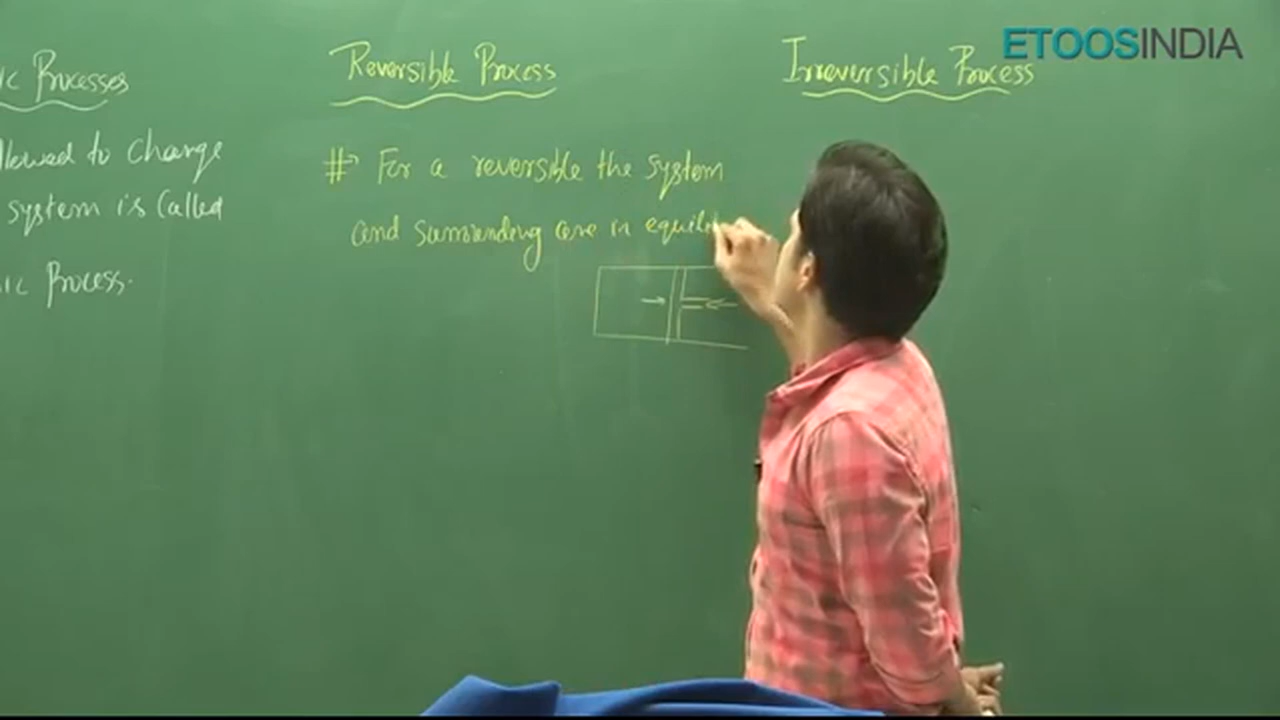 ETOOSINDIA
ic Processes
llowed to change
system is Called
ic Process.
Reversible Process
# For a reversible the system
and surrounding are in equilib
Irreversible Process